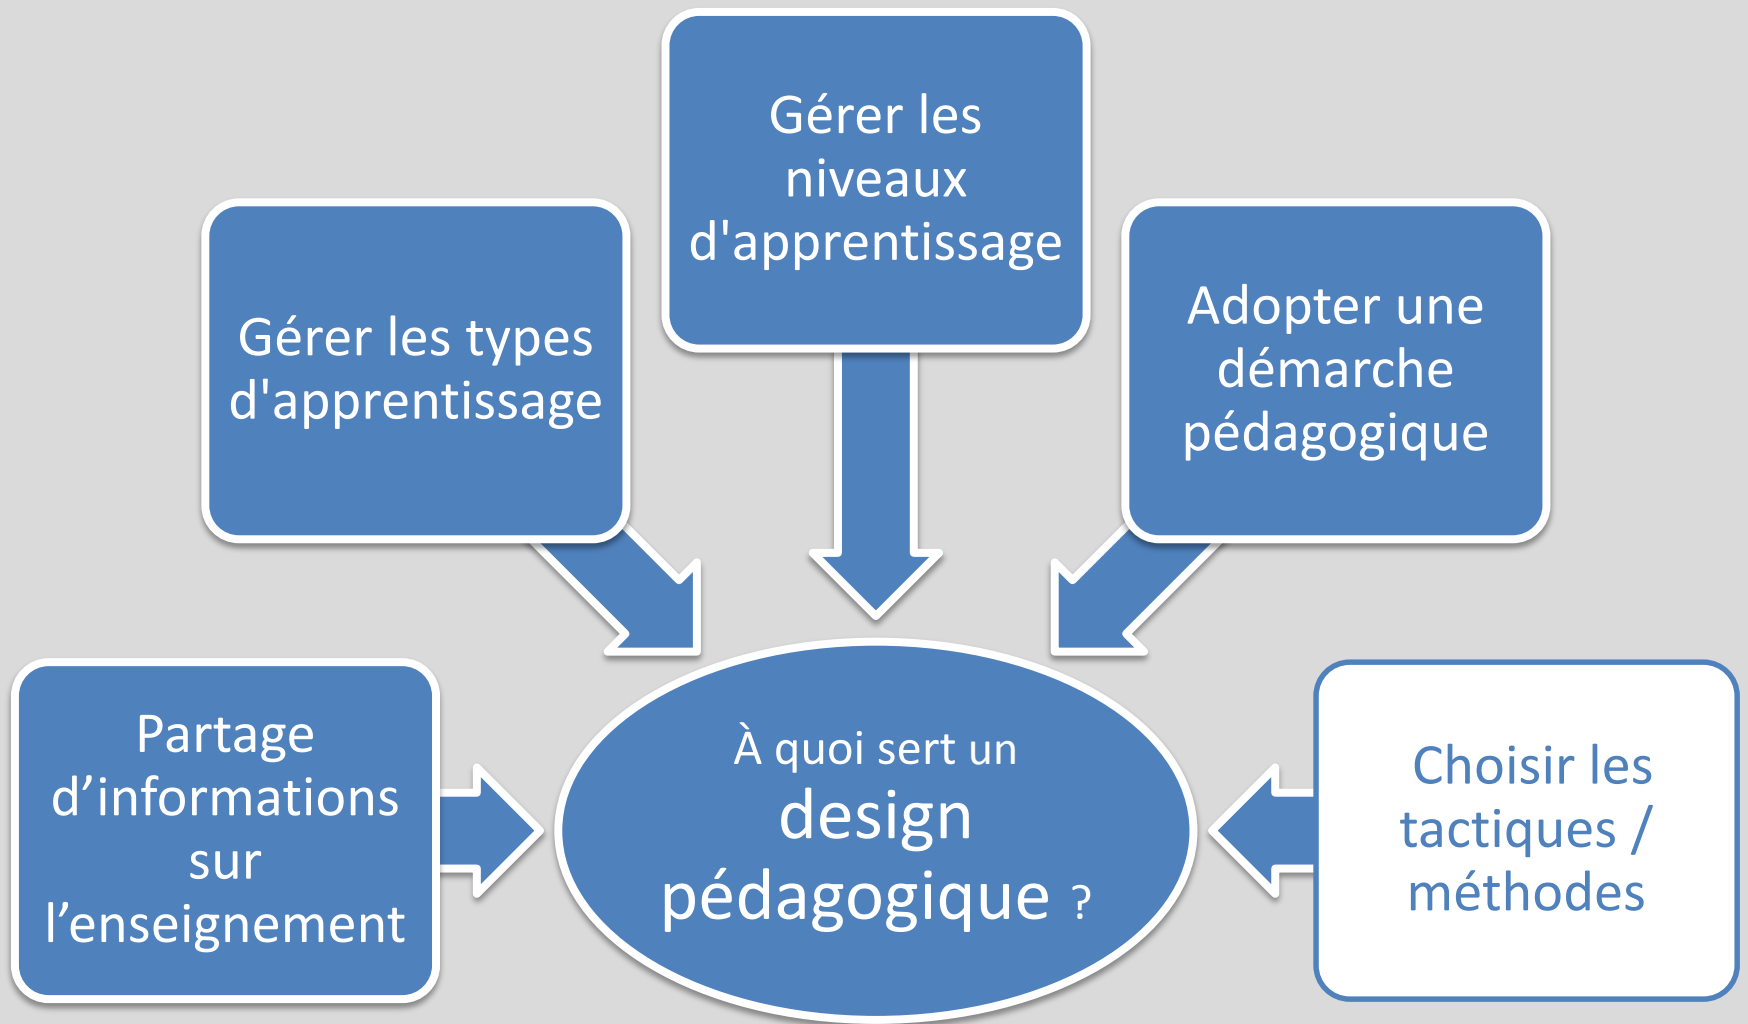 Gérer les
niveaux
d'apprentissage
Gérer les types
d'apprentissage
Adopter une
démarche
pédagogique
Partage
d’informations
sur
l’enseignement
À quoi sert un
design
pédagogique ?
Choisir les
tactiques /
méthodes